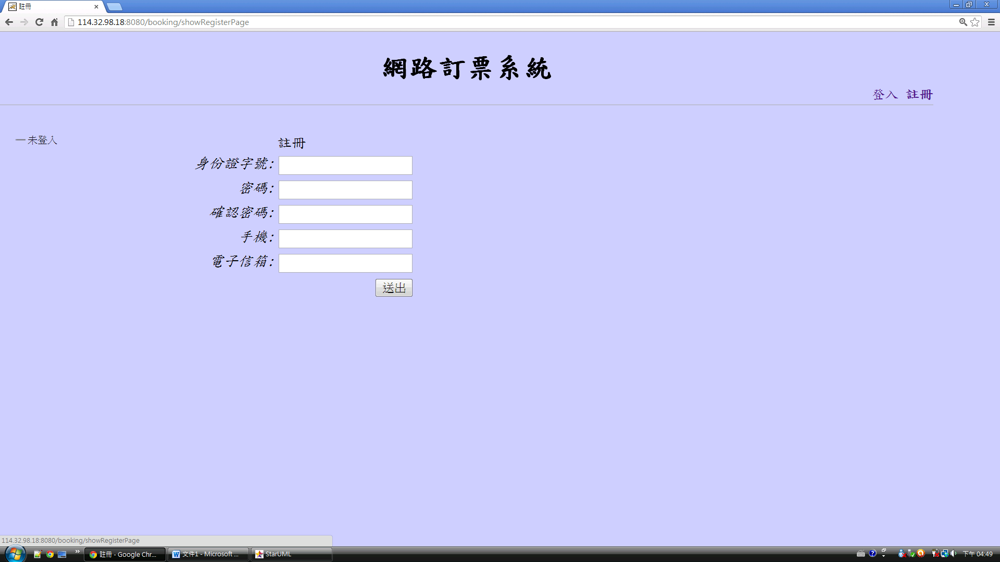 註冊
114.32.98.18:8080/booking/showRegisterPage
網路訂票系統
登入 註冊
未登入
註冊
身份證字號:
密碼:
確認密碼:
手機:
電子信箱:
送出
114.32.98.18:8080/booking/showRegisterPage
註冊 - Google Chr...
文件1 - Microsoft ...
StarUML
下午 04:49